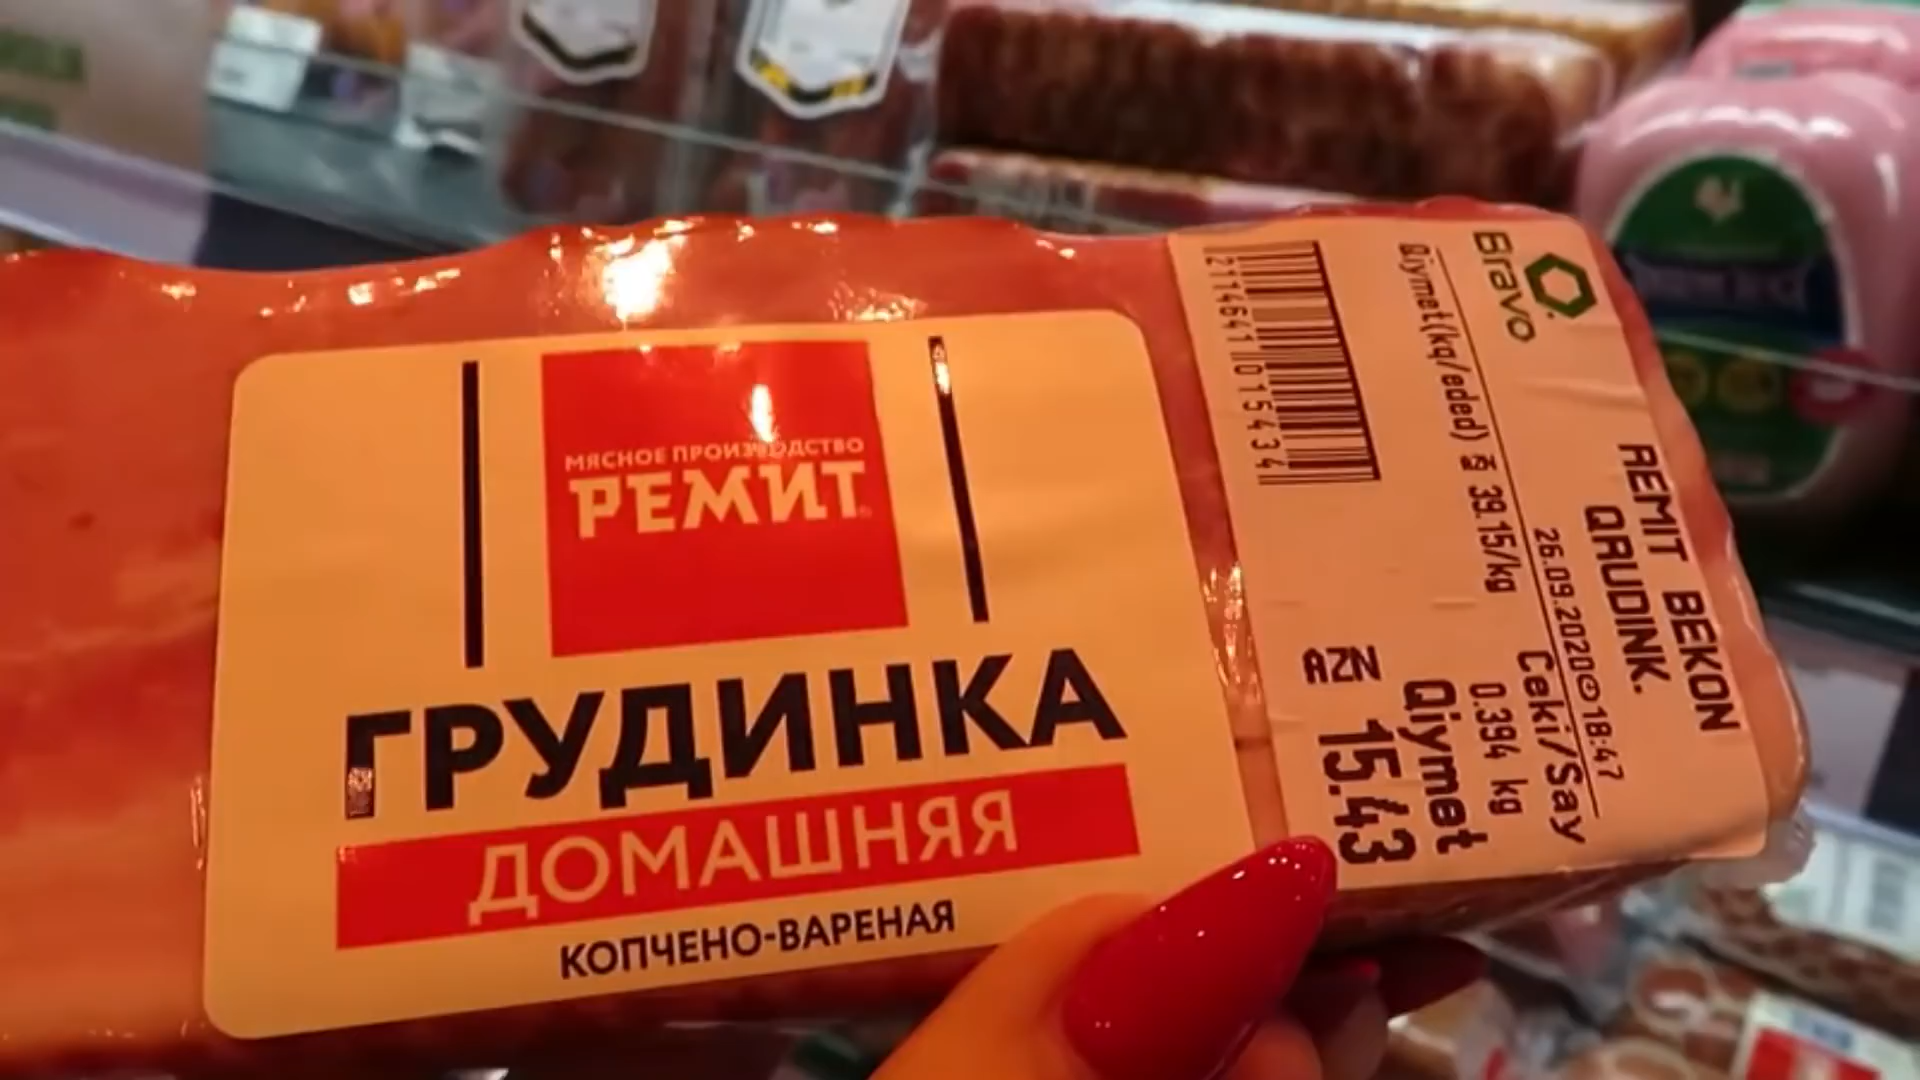 МЯСНОЕ ПРОИЗВОДСТВО
РЕМИТ
ГРУДИНКА
ДОМАШНЯЯ
КОПЧЕНО-ВАРЕНАЯ
Bravo
REMIT BEKON
QRUDINK.
26.09.2020 18:47
Ceki/Say
0.394 kg
Qiymet(kg/eded) ₼ 39.15/kg
Qiymet
AZN 15.43
2114641015434